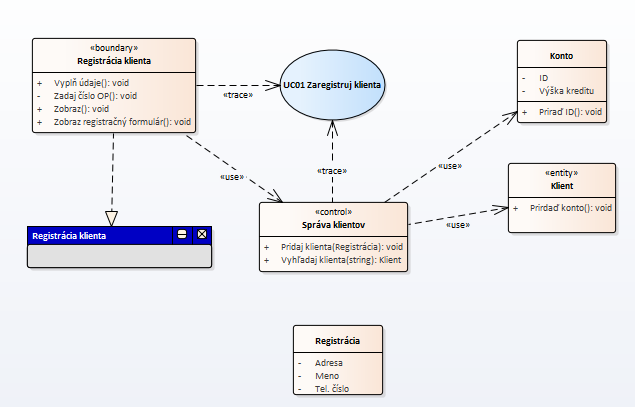 «boundary»
Registrácia klienta
+ Vyplň údaje(): void
- Zadaj číslo OP(): void
+ Zobraz(): void
+ Zobraz registračný formulár(): void
UC01 Zaregistruj klienta
Konto
- ID
- Výška kreditu
+ Priraď ID(): void
«trace»
«trace»
«use»
«use»
«use»
«entity»
Klient
+ Prirdaď konto(): void
Registrácia klienta
«control»
Správa klientov
+ Pridaj klienta(Registrácia): void
+ Vyhľadaj klienta(string): Klient
Registrácia
- Adresa
- Meno
- Tel. číslo